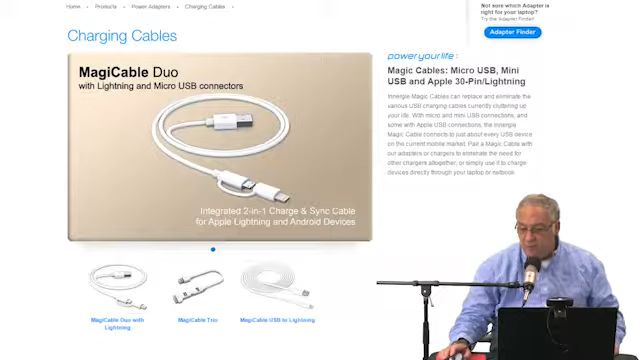 Home
Products
Power Adapters
Charging Cables
Not sure which Adapter is
right for your laptop?
Try the Adapter Finder!
Adapter Finder
Charging Cables
MagiCable Duo
with Lightning and Micro USB connectors
Integrated 2-in-1 Charge & Sync Cable
for Apple Lightning and Android Devices
power your life
Magic Cables: Micro USB, Mini
USB and Apple 30-Pin/Lightning
Innergie Magic Cables can replace and eliminate the
various USB charging cables currently cluttering up
your life. With micro and mini USB connections, and
some with Apple USB connections, the Innergie
Magic Cable connects to just about every USB device
on the current mobile market. Pair a Magic Cable with
our adapters or chargers to eliminate the need for
other chargers altogether, or simply use it to charge
devices directly through your laptop or netbook.
MagiCable Duo with
Lightning
MagiCable Trio
MagiCable USB to Lightning